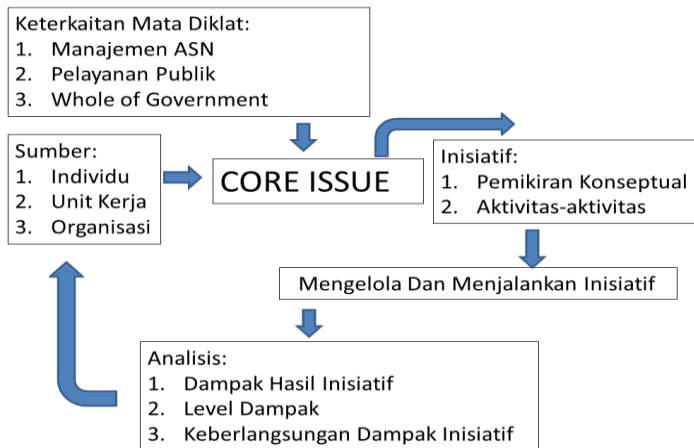 Keterkaitan Mata Diklat:
1. Manajemen ASN
2. Pelayanan Publik
3. Whole of Government
Sumber:
1. Individu
2. Unit Kerja
3. Organisasi
CORE ISSUE
Inisiatif:
1. Pemikiran Konseptual
2. Aktivitas-aktivitas
Mengelola Dan Menjalankan Inisiatif
Analisis:
1. Dampak Hasil Inisiatif
2. Level Dampak
3. Keberlangsungan Dampak Inisiatif